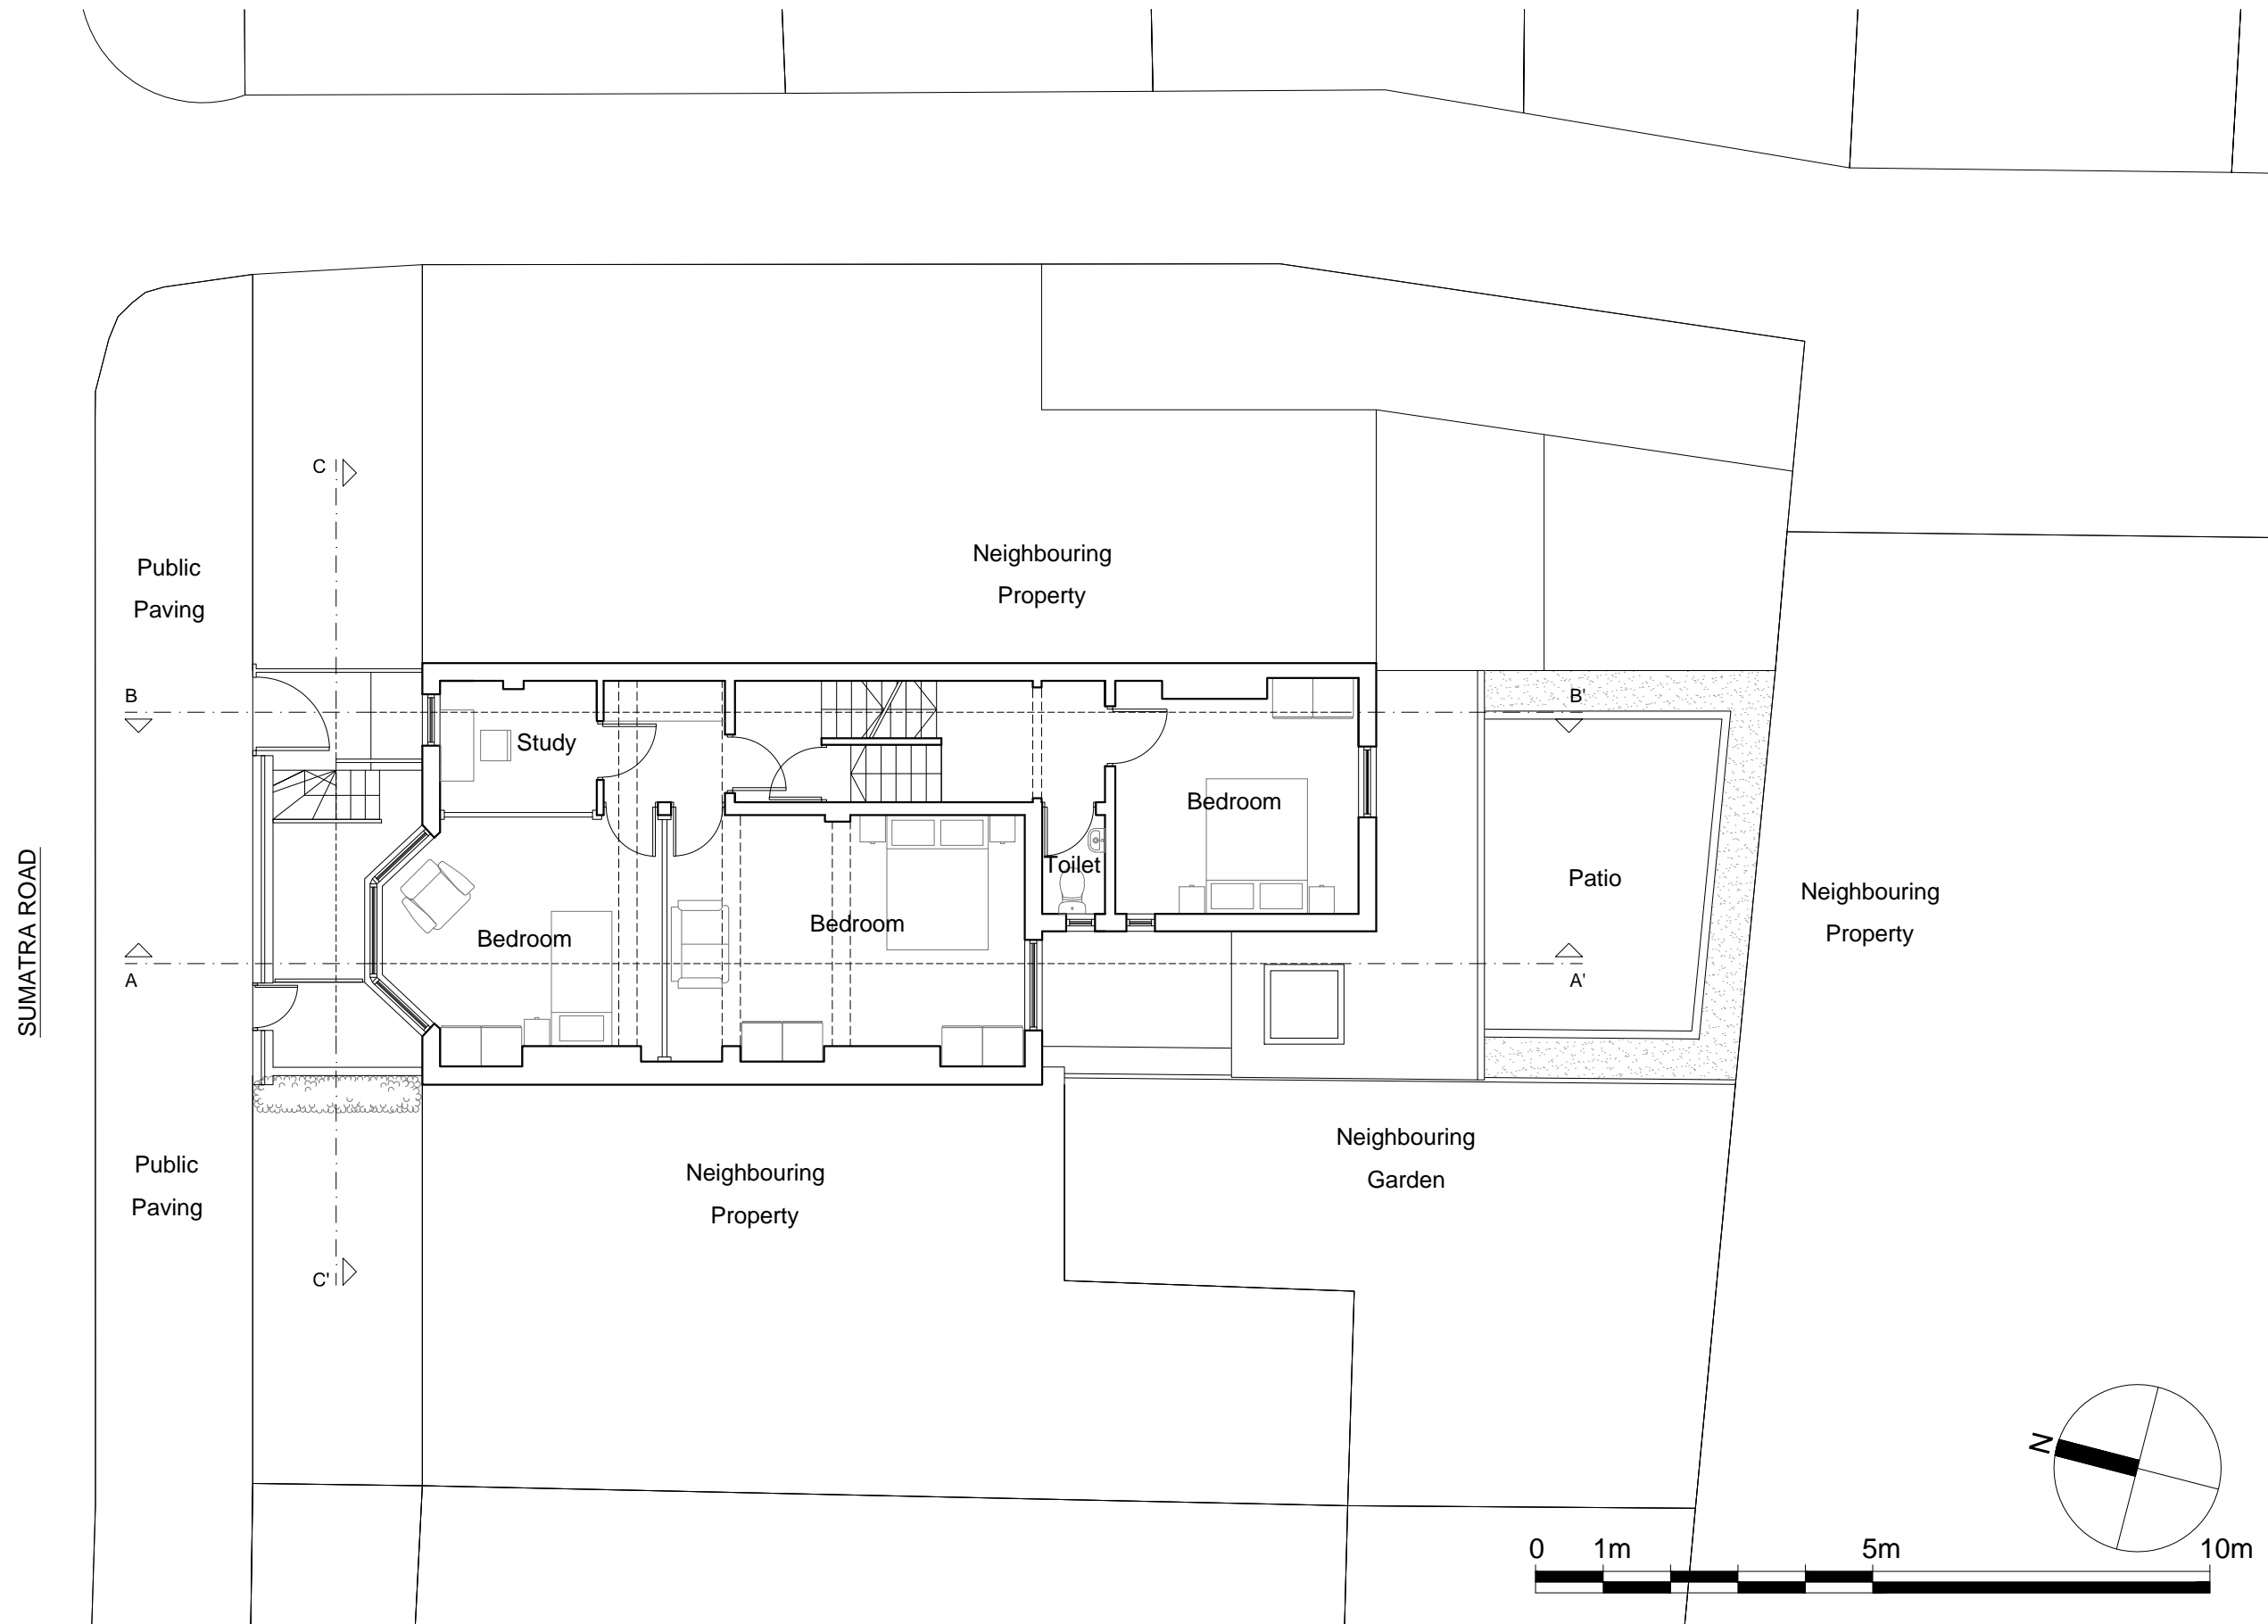 C
Neighbouring
Property
Public
Paving
B
B'
Study
Bedroom
Toilet
Patio
Neighbouring
Property
Bedroom
Bedroom
SUMATRA ROAD
A
A'
Neighbouring
Garden
Public
Paving
Neighbouring
Property
C'
N
0 1m 5m 10m